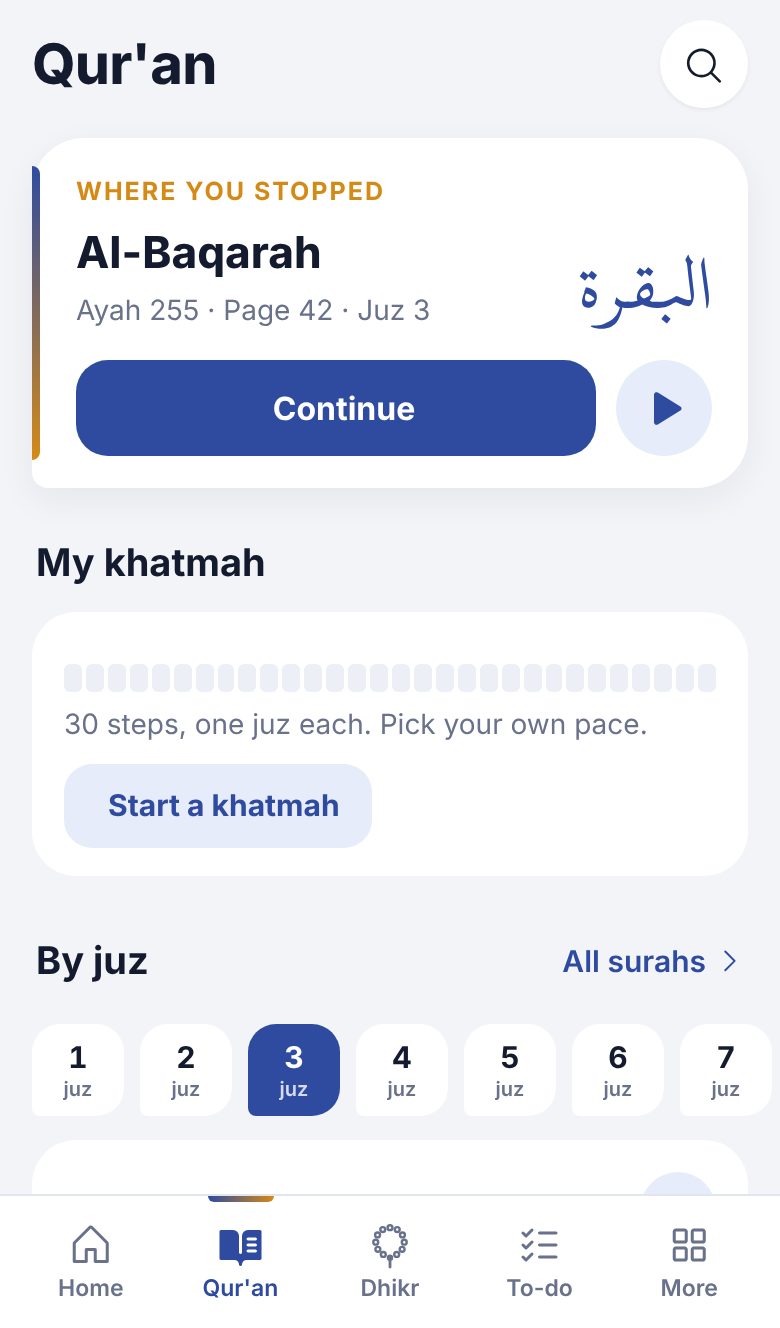 Qur'an
WHERE YOU STOPPED
Al-Baqarah
البقرة
Ayah 255 · Page 42 · Juz 3
Continue
My khatmah
30 steps, one juz each. Pick your own pace.
Start a khatmah
By juz
All surahs
1 2 3 4 5 6 7
juz juz juz juz juz juz juz
Home Qur'an Dhikr To-do More